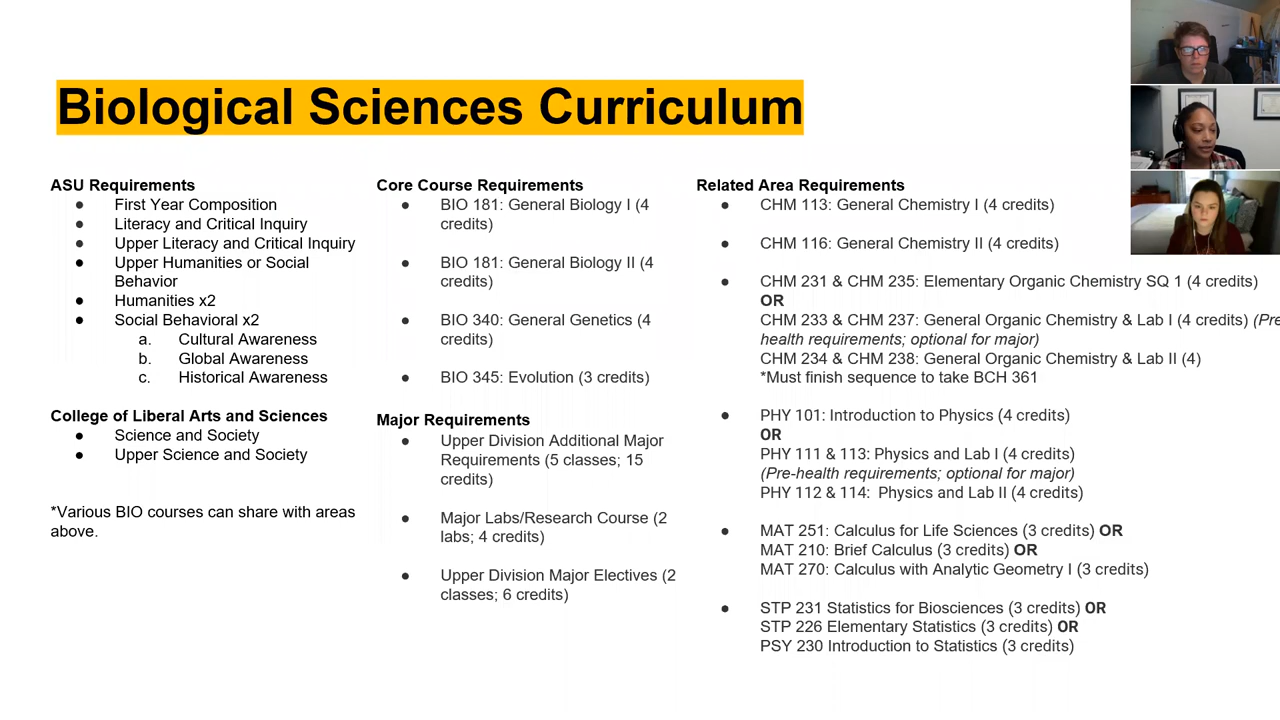 Biological Sciences Curriculum
ASU Requirements
● First Year Composition
● Literacy and Critical Inquiry
● Upper Literacy and Critical Inquiry
● Upper Humanities or Social
Behavior
● Humanities x2
● Social Behavioral x2
a. Cultural Awareness
b. Global Awareness
c. Historical Awareness
College of Liberal Arts and Sciences
● Science and Society
● Upper Science and Society
*Various BIO courses can share with areas
above.
Core Course Requirements
● BIO 181: General Biology I (4
credits)
● BIO 181: General Biology II (4
credits)
● BIO 340: General Genetics (4
credits)
● BIO 345: Evolution (3 credits)
Major Requirements
● Upper Division Additional Major
Requirements (5 classes; 15
credits)
● Major Labs/Research Course (2
labs; 4 credits)
● Upper Division Major Electives (2
classes; 6 credits)
Related Area Requirements
● CHM 113: General Chemistry I (4 credits)
● CHM 116: General Chemistry II (4 credits)
● CHM 231 & CHM 235: Elementary Organic Chemistry SQ 1 (4 credits)
OR
CHM 233 & CHM 237: General Organic Chemistry & Lab I (4 credits) (Pre
health requirements; optional for major)
CHM 234 & CHM 238: General Organic Chemistry & Lab II (4)
*Must finish sequence to take BCH 361
● PHY 101: Introduction to Physics (4 credits)
OR
PHY 111 & 113: Physics and Lab I (4 credits)
(Pre-health requirements; optional for major)
PHY 112 & 114: Physics and Lab II (4 credits)
● MAT 251: Calculus for Life Sciences (3 credits) OR
MAT 210: Brief Calculus (3 credits) OR
MAT 270: Calculus with Analytic Geometry I (3 credits)
● STP 231 Statistics for Biosciences (3 credits) OR
STP 226 Elementary Statistics (3 credits) OR
PSY 230 Introduction to Statistics (3 credits)